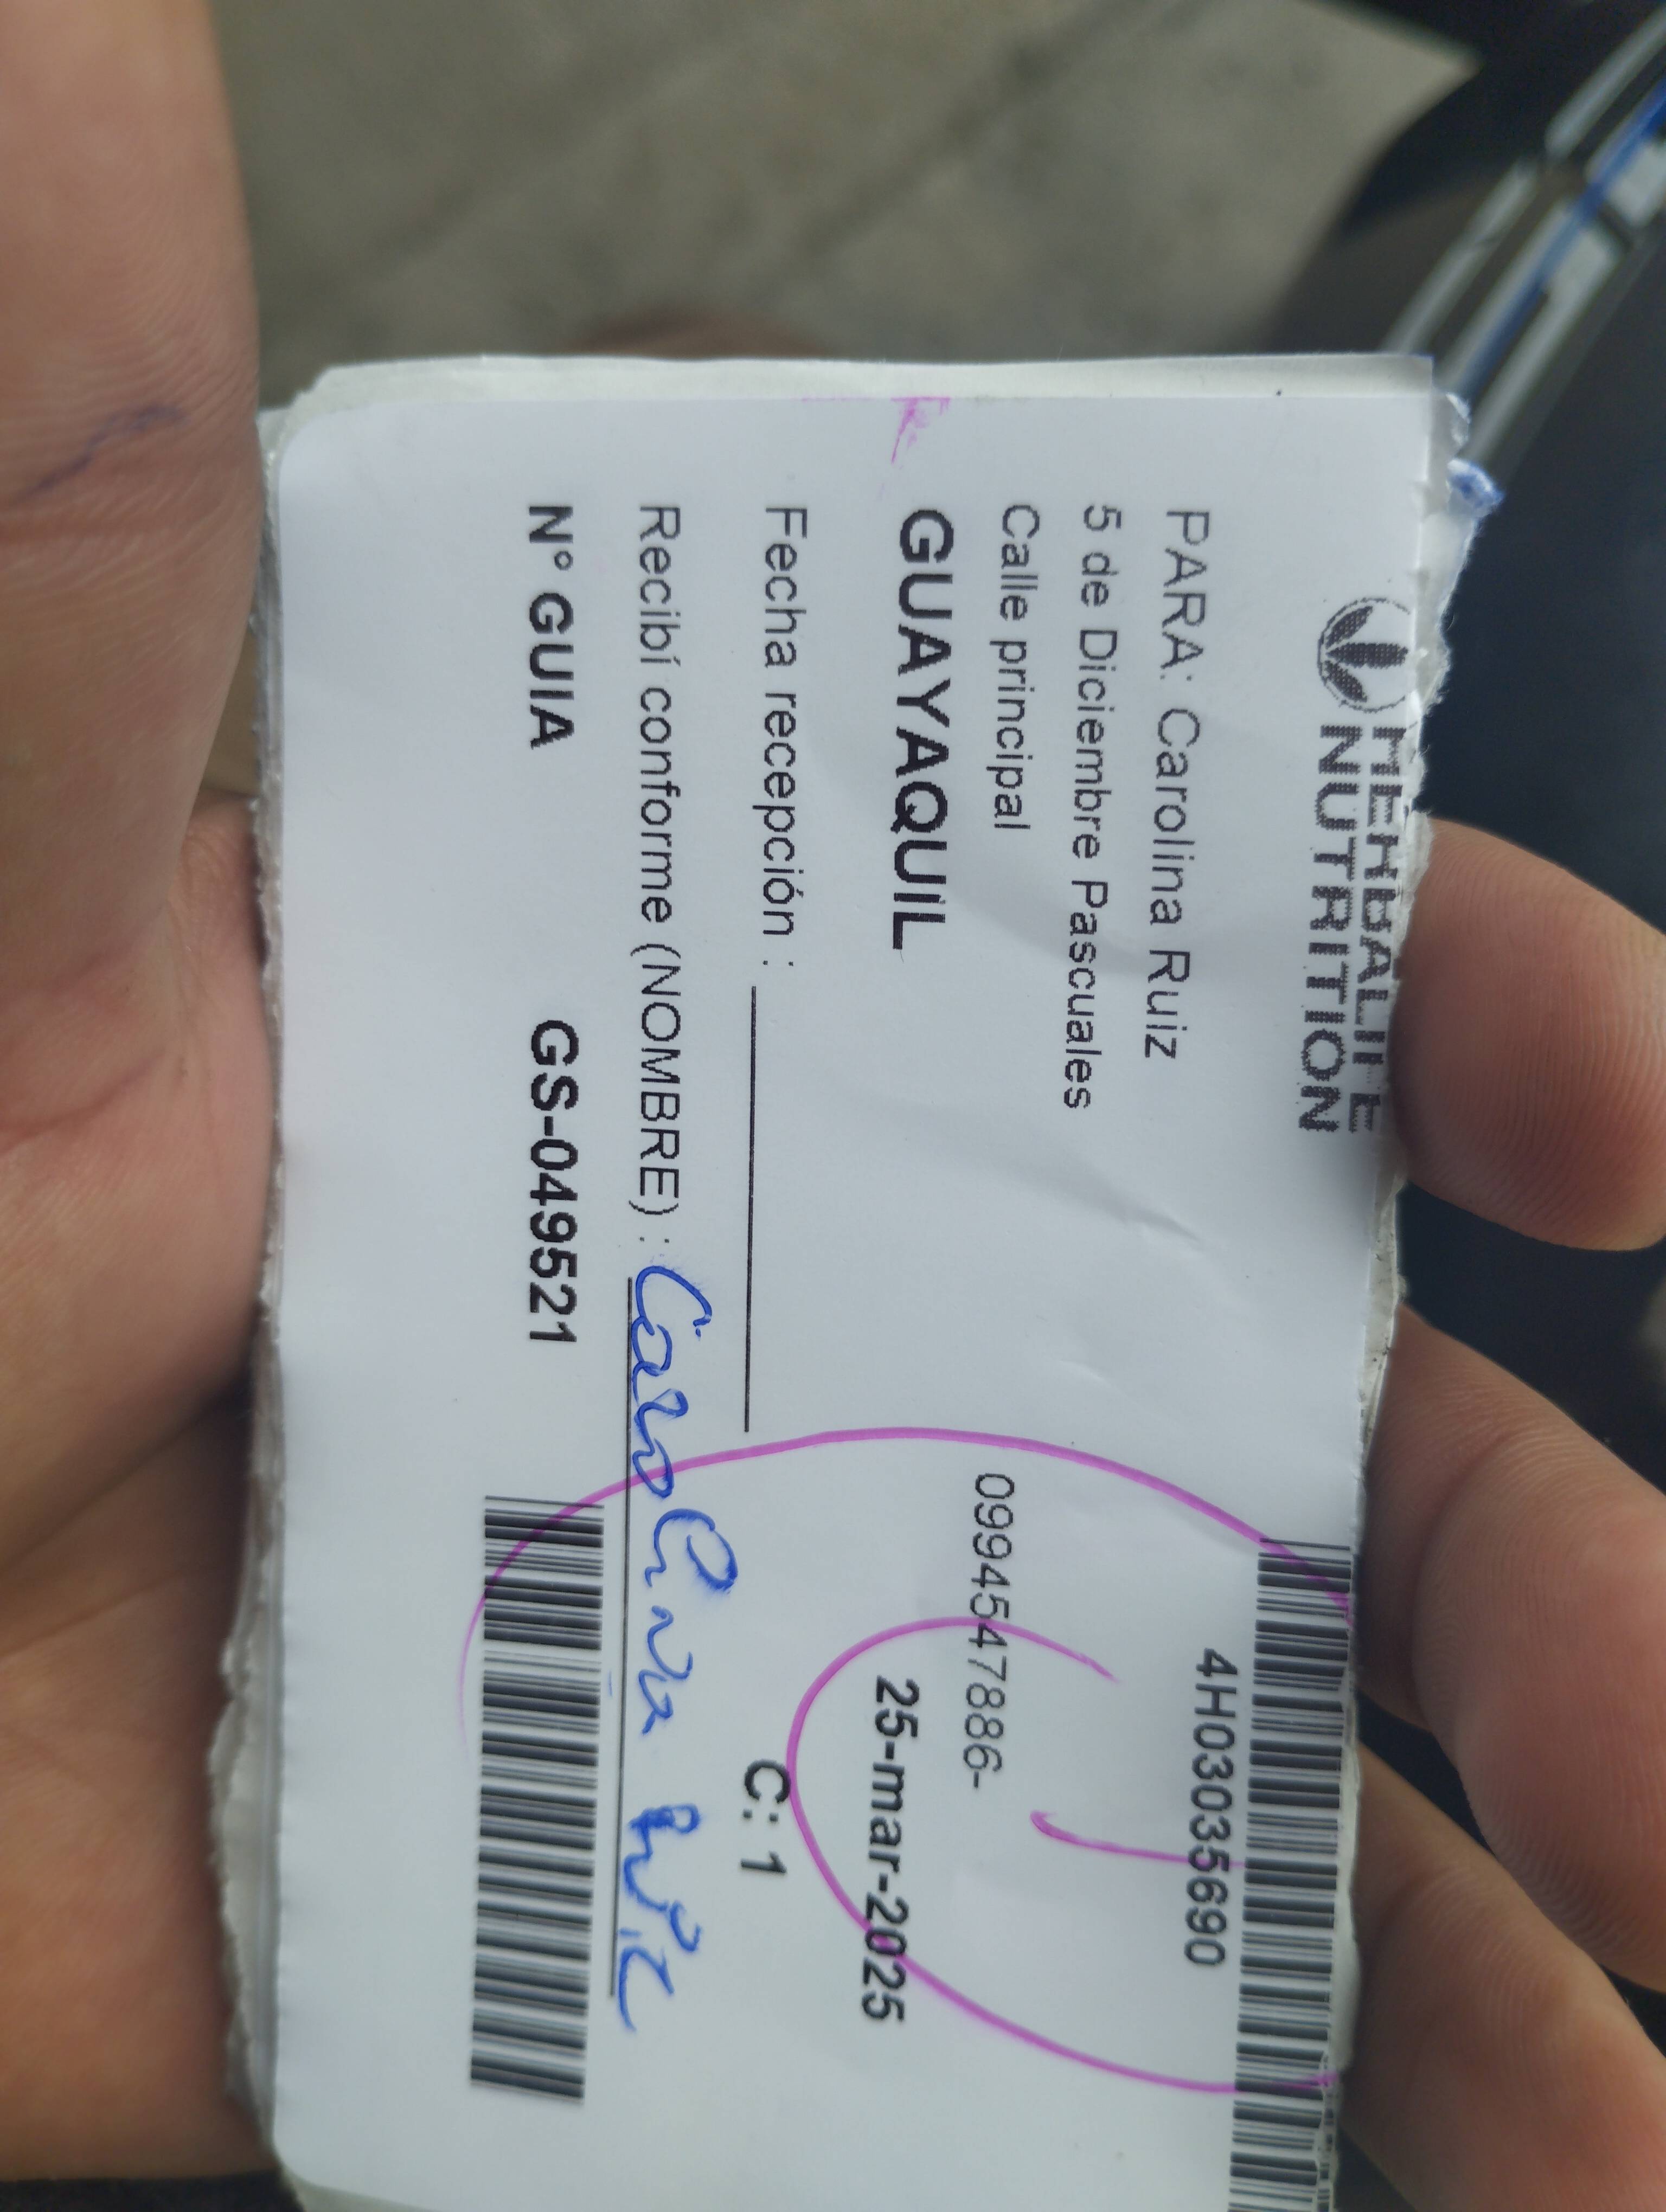 HERBALIFE
NUTRITION
4H03035690
PARA: Carolina Ruiz
5 de Diciembre Pascuales
Calle principal
0994547886-
GUAYAQUIL
25-mar-2025
Fecha recepción :
C: 1
Recibí conforme (NOMBRE) : Carolina Ruiz
N° GUIA GS-049521